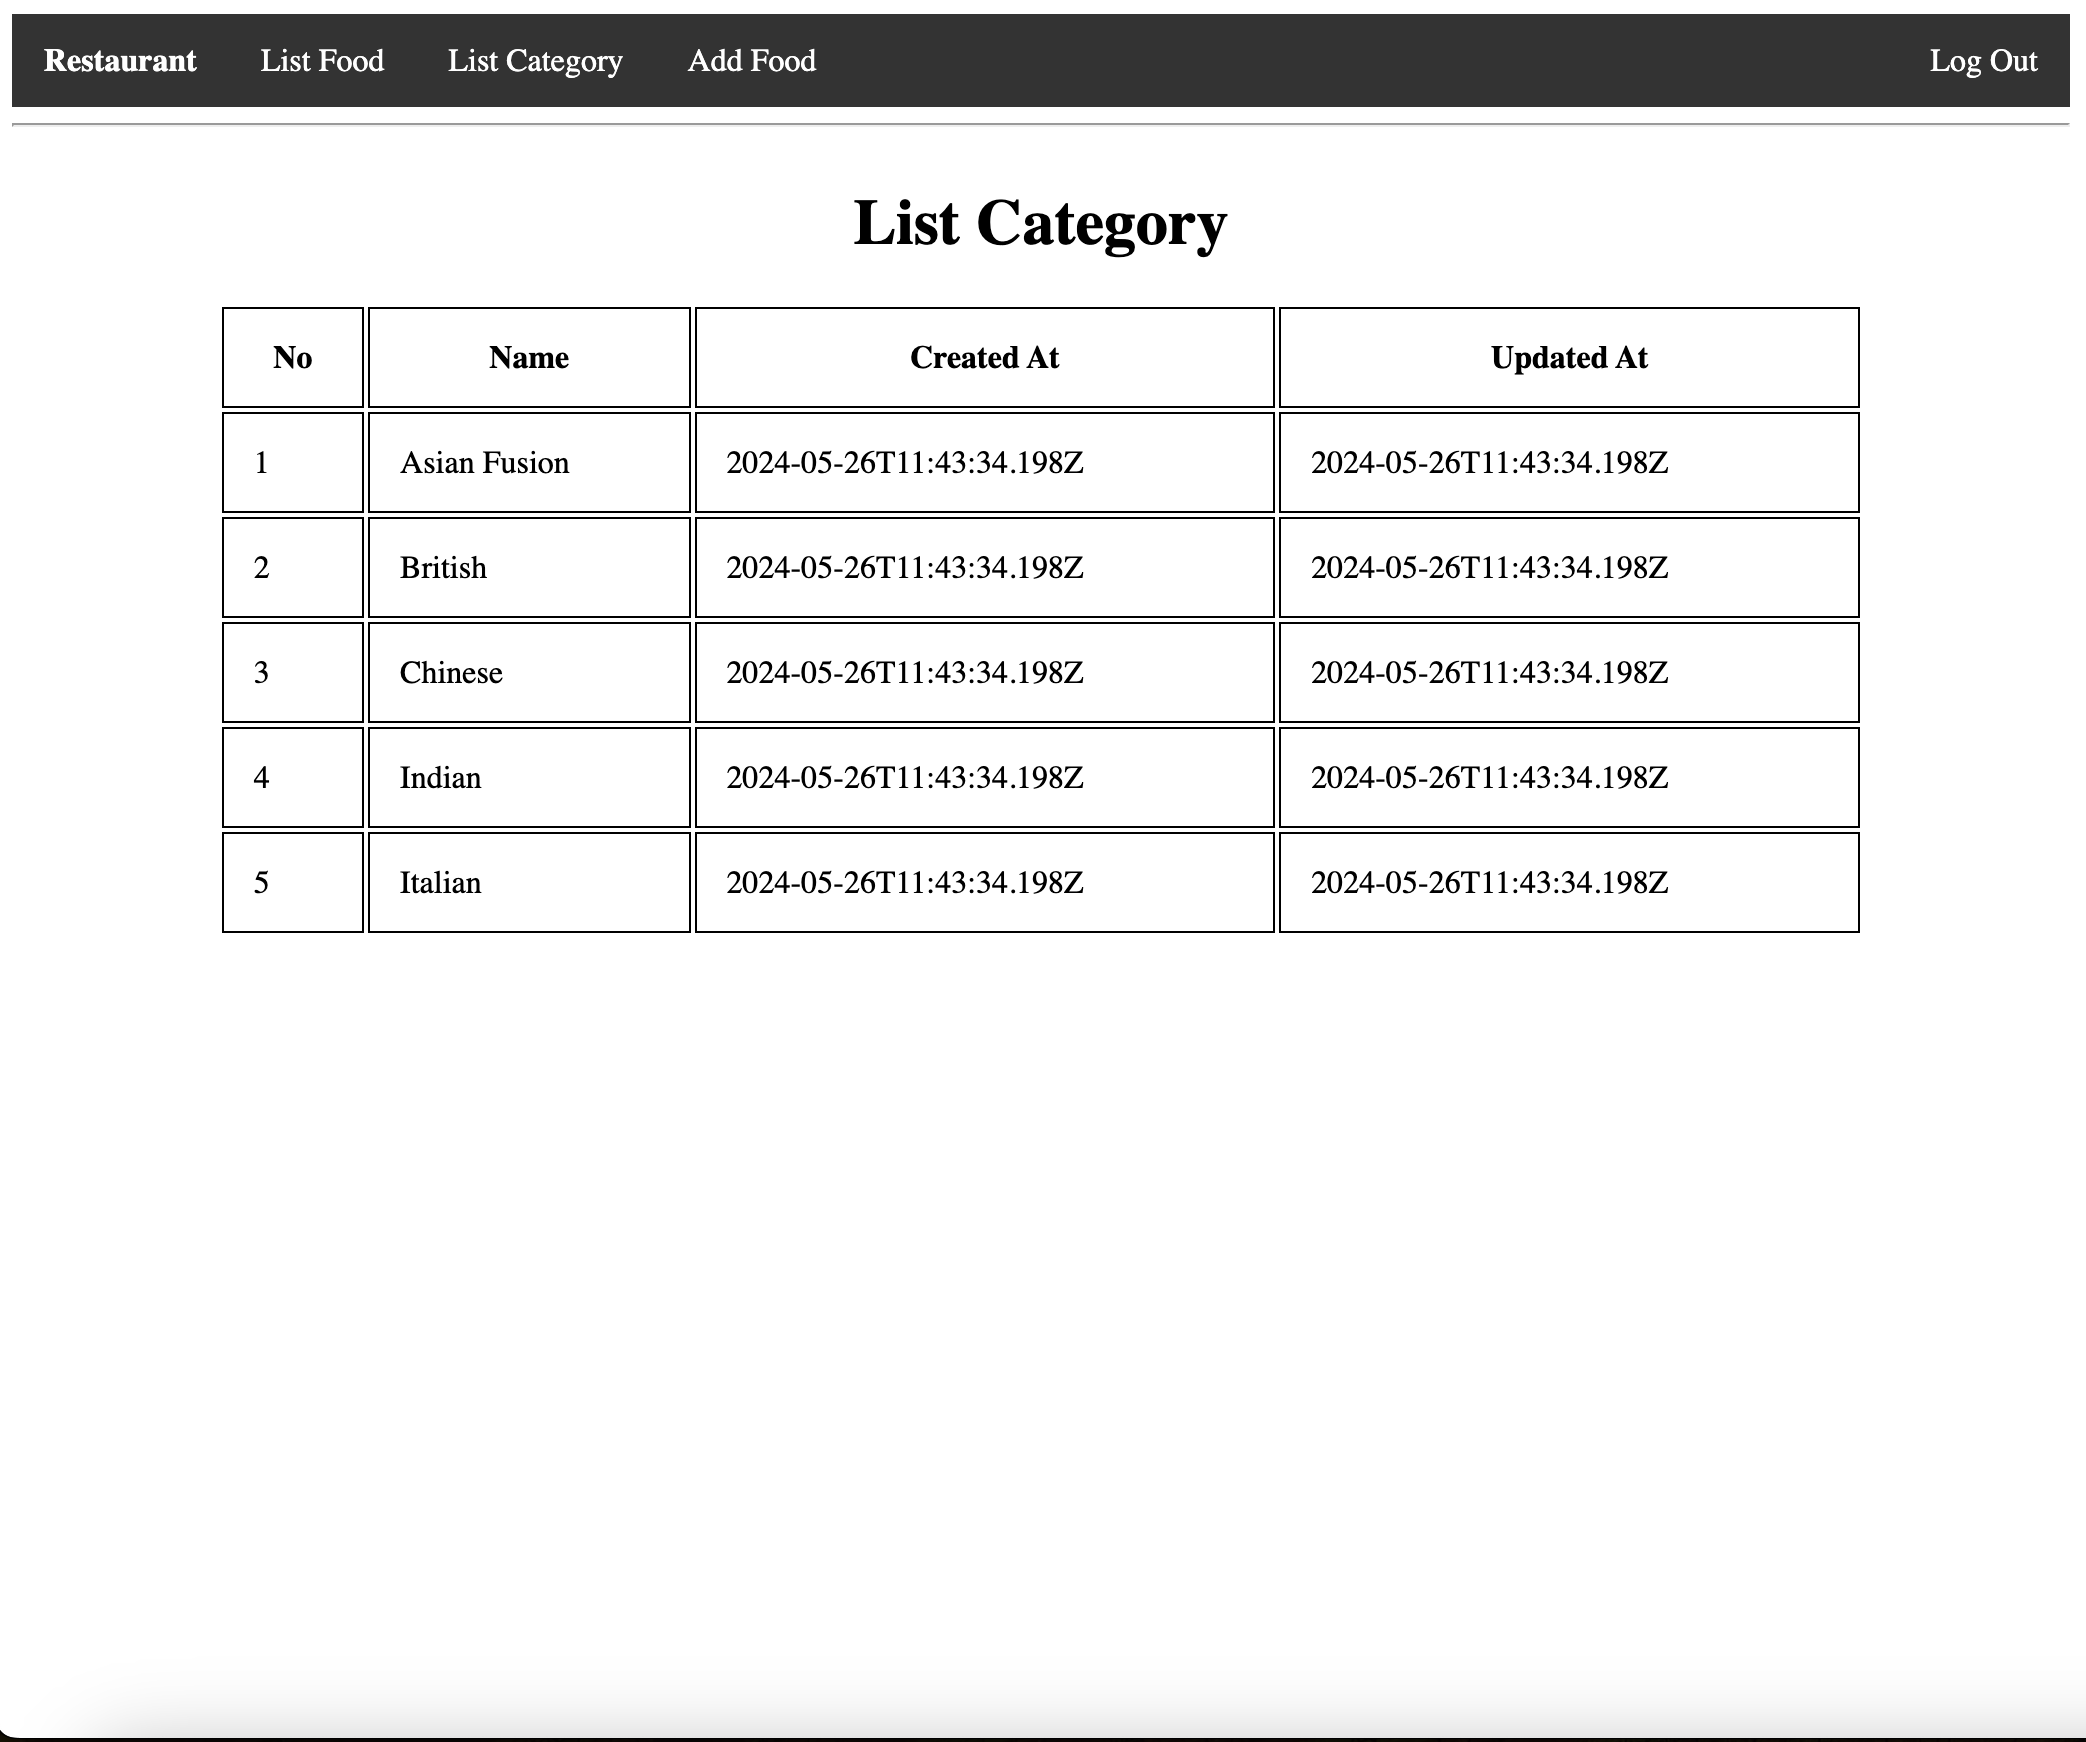 Restaurant List Food List Category Add Food Log Out
List Category
No Name Created At Updated At
1 Asian Fusion 2024-05-26T11:43:34.198Z 2024-05-26T11:43:34.198Z
2 British 2024-05-26T11:43:34.198Z 2024-05-26T11:43:34.198Z
3 Chinese 2024-05-26T11:43:34.198Z 2024-05-26T11:43:34.198Z
4 Indian 2024-05-26T11:43:34.198Z 2024-05-26T11:43:34.198Z
5 Italian 2024-05-26T11:43:34.198Z 2024-05-26T11:43:34.198Z